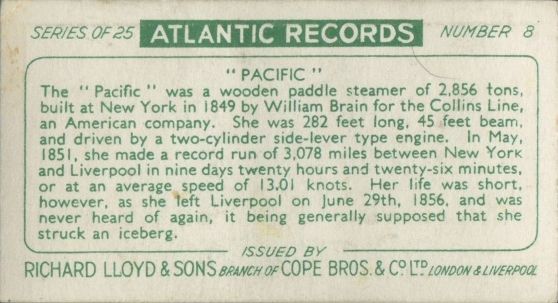 SERIES OF 25 ATLANTIC RECORDS NUMBER 8
"PACIFIC"
The "Pacific" was a wooden paddle steamer of 2,856 tons,
built at New York in 1849 by William Brain for the Collins Line,
an American company. She was 282 feet long, 45 feet beam,
and driven by a two-cylinder side-lever type engine. In May,
1851, she made a record run of 3,078 miles between New York
and Liverpool in nine days twenty hours and twenty-six minutes,
or at an average speed of 13.01 knots. Her life was short,
however, as she left Liverpool on June 29th, 1856, and was
never heard of again, it being generally supposed that she
struck an iceberg.
ISSUED BY
RICHARD LLOYD & SONS BRANCH OF COPE BROS. & CO LTD LONDON & LIVERPOOL